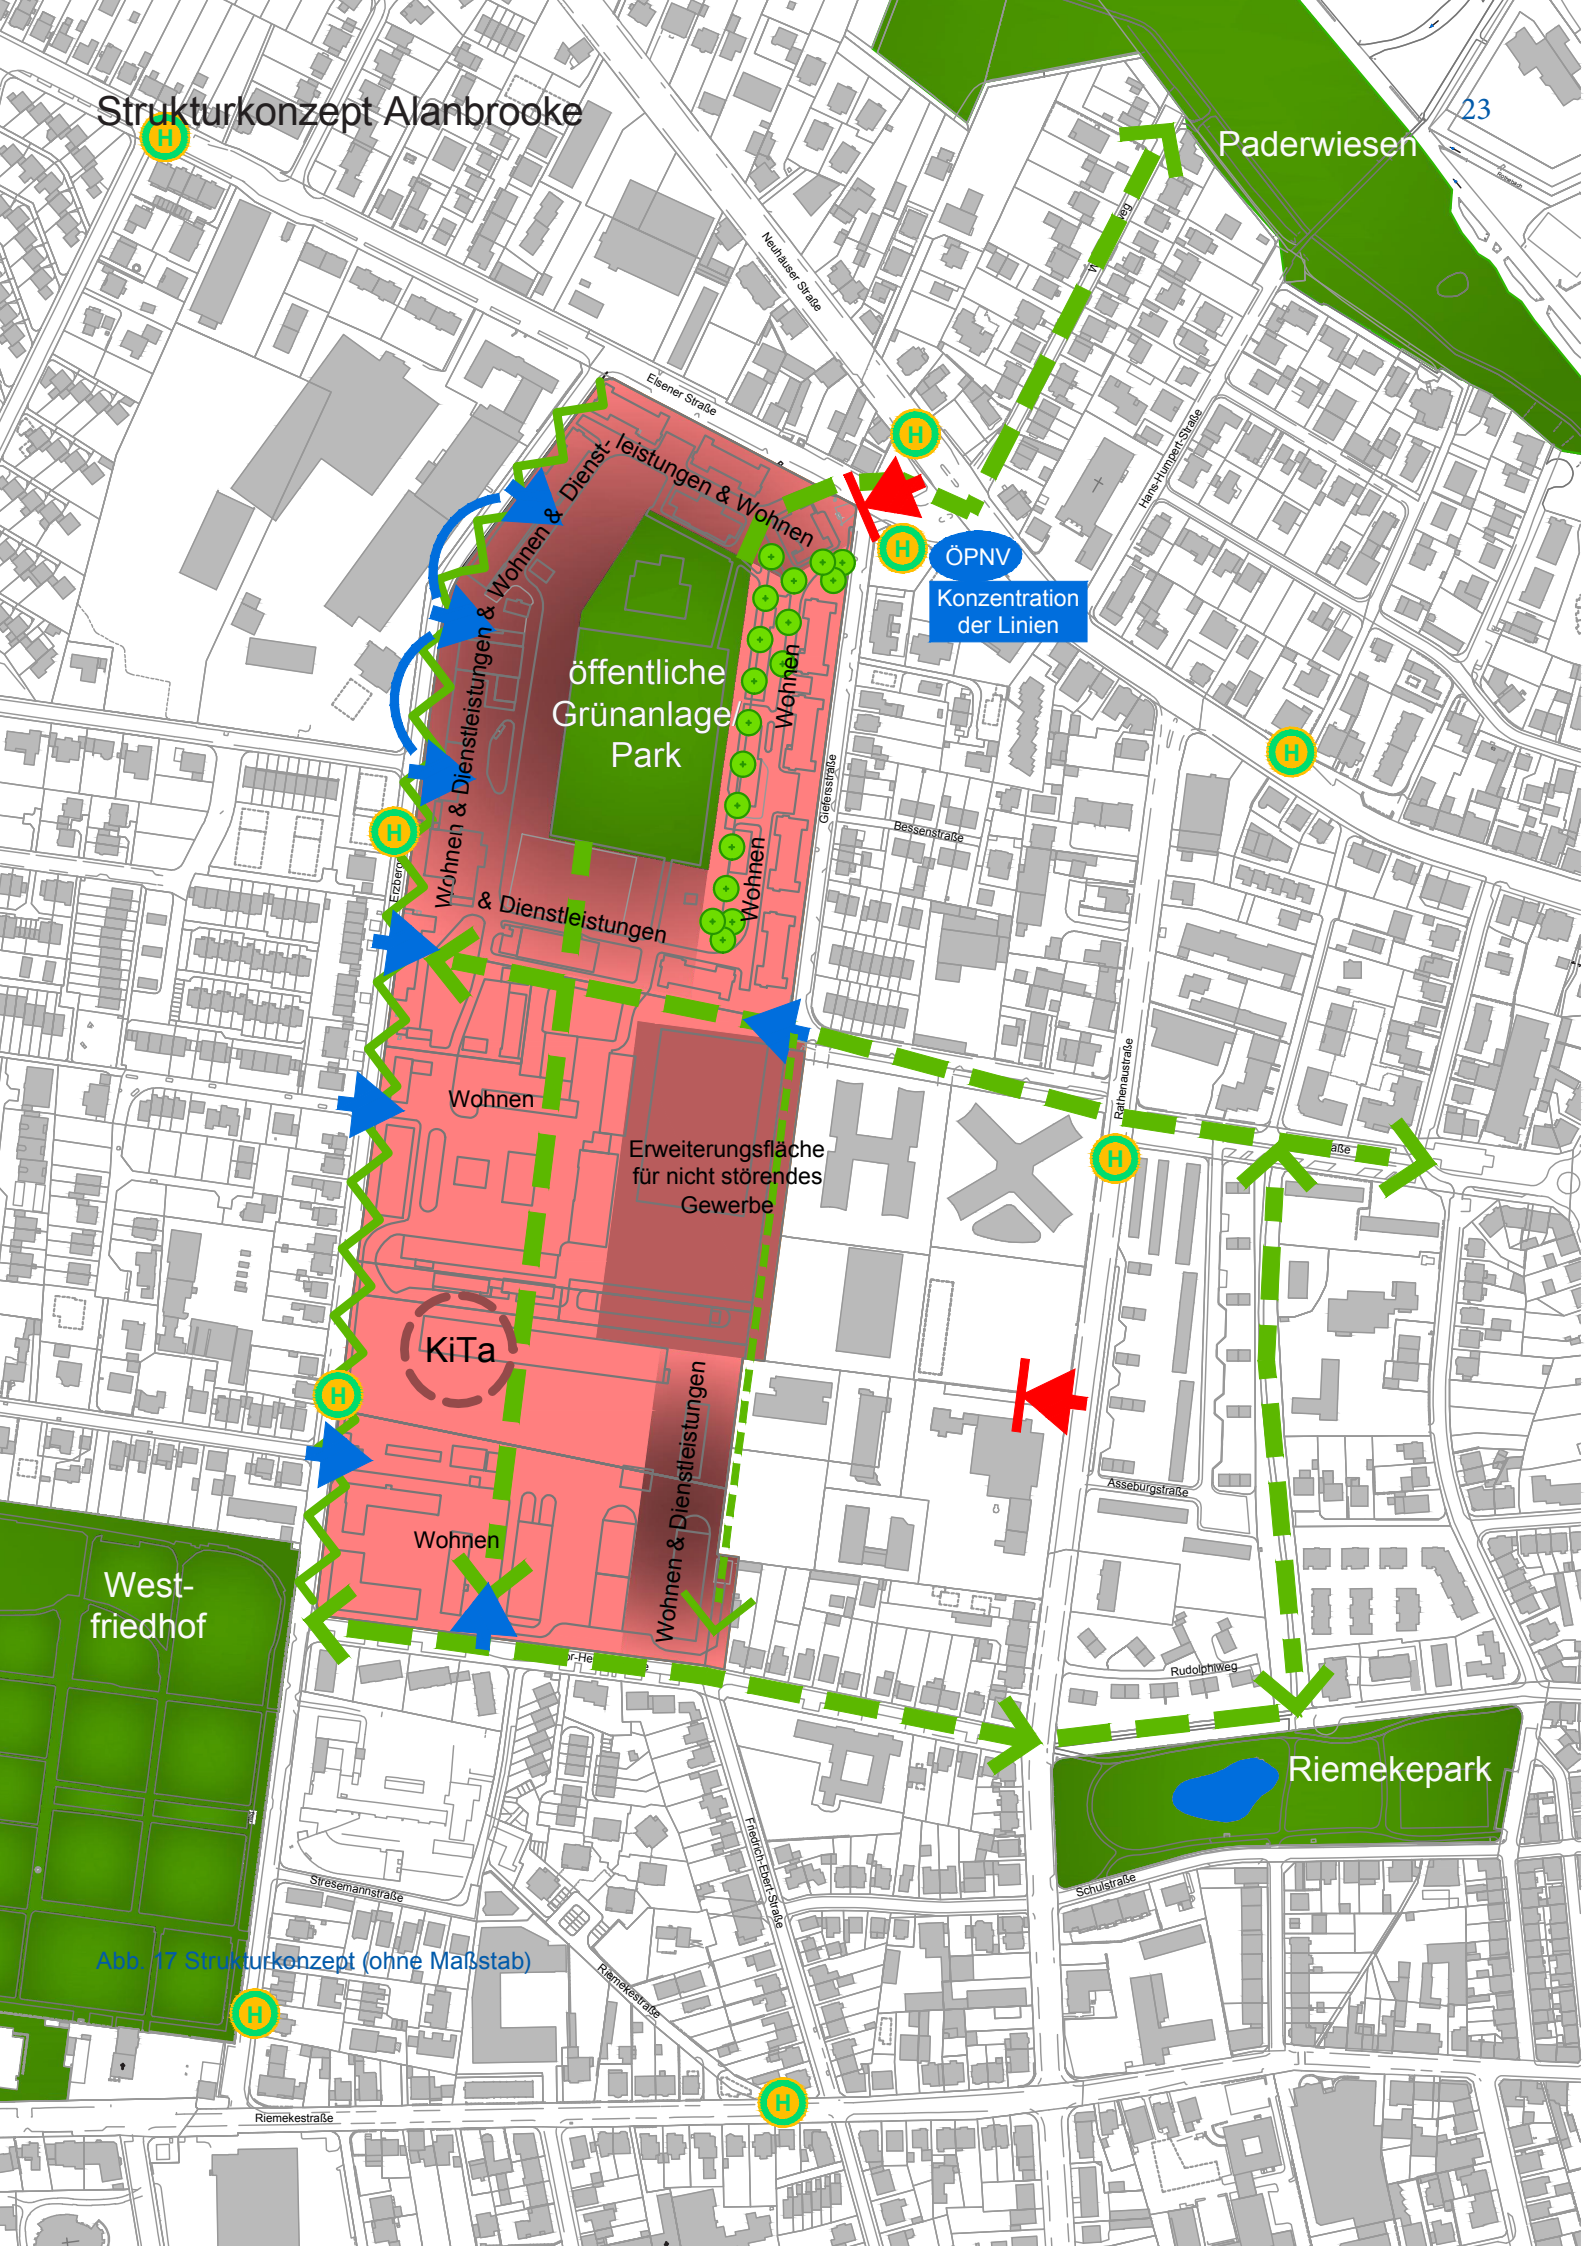 Strukturkonzept Alanbrooke
23
H
Paderwiesen
Neuhäuser Straße
Elsener Straße
Hans-Humpert-Straße
H
H
ÖPNV
Konzentration
der Linien
leistungen & Wohnen
Wohnen & Dienst-
Wohnen & Dienstleistungen &
öffentliche
Grünanlage/
Park
Wohnen
Wohnen
Giefersstraße
Bessenstraße
H
H
& Dienstleistungen
Wohnen
Erweiterungsfläche
für nicht störendes
Gewerbe
Rathenaustraße
H
aße
KiTa
H
Wohnen & Dienstleistungen
Asseburgstraße
Wohnen
West-
friedhof
Rudolphiweg
Riemekepark
Friedrich-Ebert-Straße
Stresemannstraße
Schulstraße
Abb. 17 Strukturkonzept (ohne Maßstab)
Riemekestraße
H
H
Riemekestraße